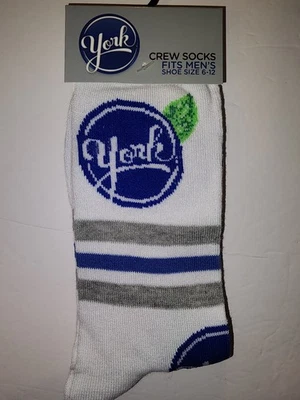 York
CREW SOCKS
FITS MEN'S
SHOE SIZE 6-12
York